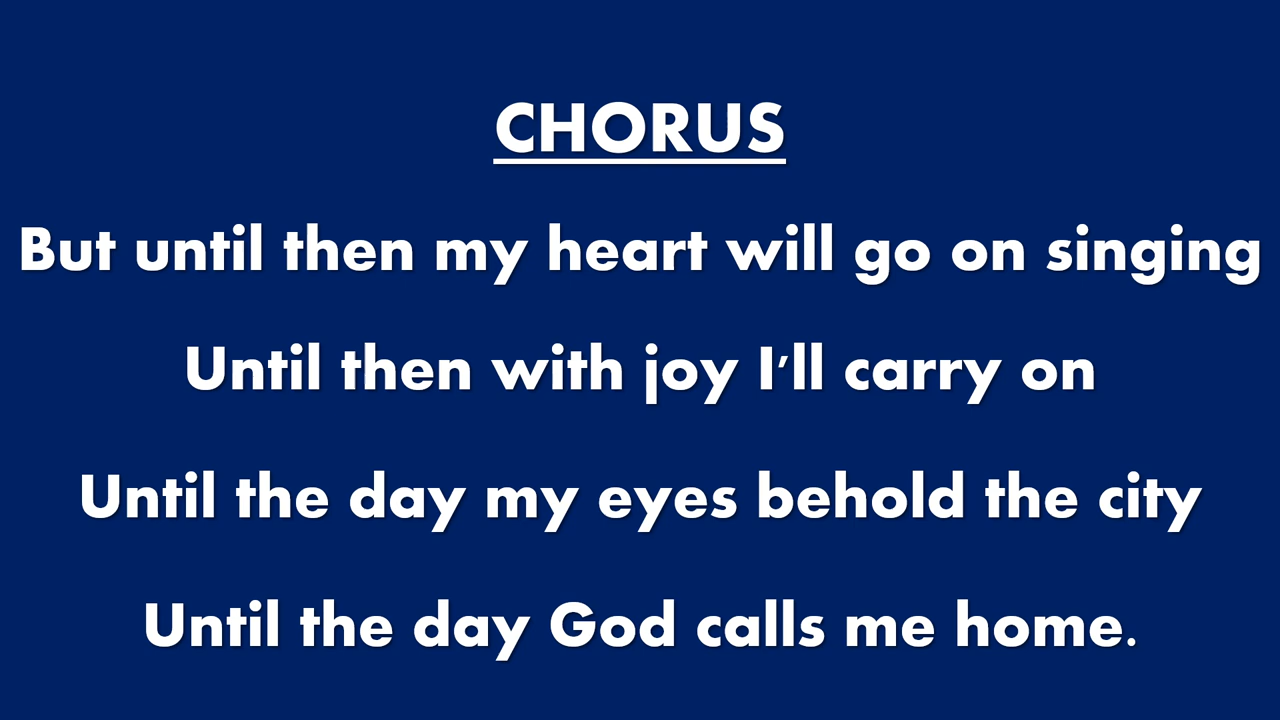 CHORUS
But until then my heart will go on singing
Until then with joy I'll carry on
Until the day my eyes behold the city
Until the day God calls me home.